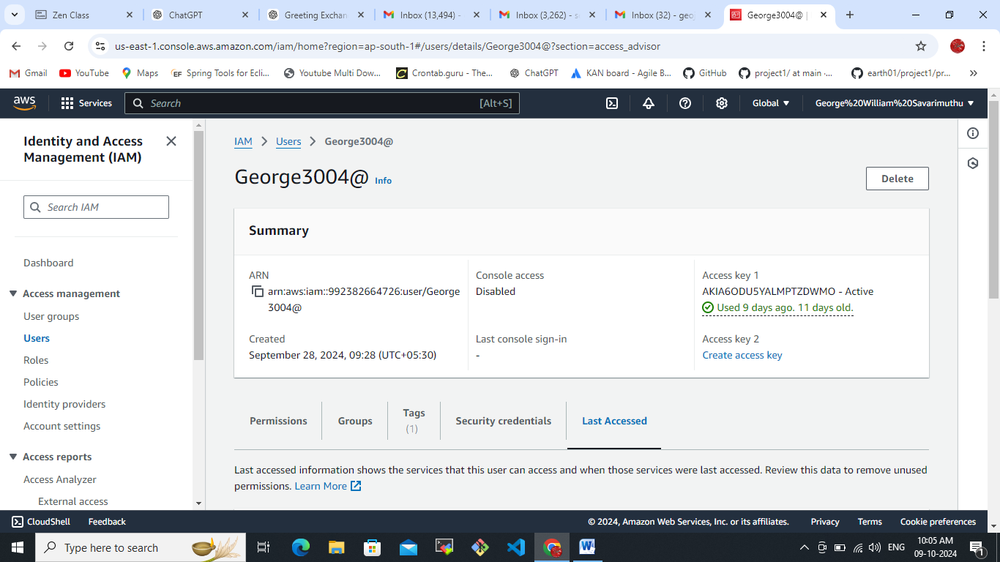 Zen Class
ChatGPT
Greeting Exchan
Inbox (13,494) -
Inbox (3,262) - s
Inbox (32) - geo
George3004@ |
us-east-1.console.aws.amazon.com/iam/home?region=ap-south-1#/users/details/George3004@?section=access_advisor
Gmail
YouTube
Maps
Spring Tools for Ecli...
Youtube Multi Dow...
Crontab.guru - The...
ChatGPT
KAN board - Agile B...
GitHub
project1/ at main ·...
earth01/project1/pr...
aws
Services
Search
[Alt+S]
Global
George%20William%20Savarimuthu
Identity and Access
Management (IAM)
Search IAM
Dashboard
Access management
User groups
Users
Roles
Policies
Identity providers
Account settings
Access reports
Access Analyzer
External access
IAM
Users
George3004@
George3004@ Info
Delete
Summary
ARN
arn:aws:iam::992382664726:user/George
3004@
Console access
Disabled
Access key 1
AKIA6ODU5YALMPTZDWMO - Active
Used 9 days ago. 11 days old.
Created
September 28, 2024, 09:28 (UTC+05:30)
Last console sign-in
-
Access key 2
Create access key
Permissions
Groups
Tags
(1)
Security credentials
Last Accessed
Last accessed information shows the services that this user can access and when those services were last accessed. Review this data to remove unused
permissions. Learn More
CloudShell
Feedback
© 2024, Amazon Web Services, Inc. or its affiliates.
Privacy
Terms
Cookie preferences
Type here to search
ENG
10:05 AM
09-10-2024
1